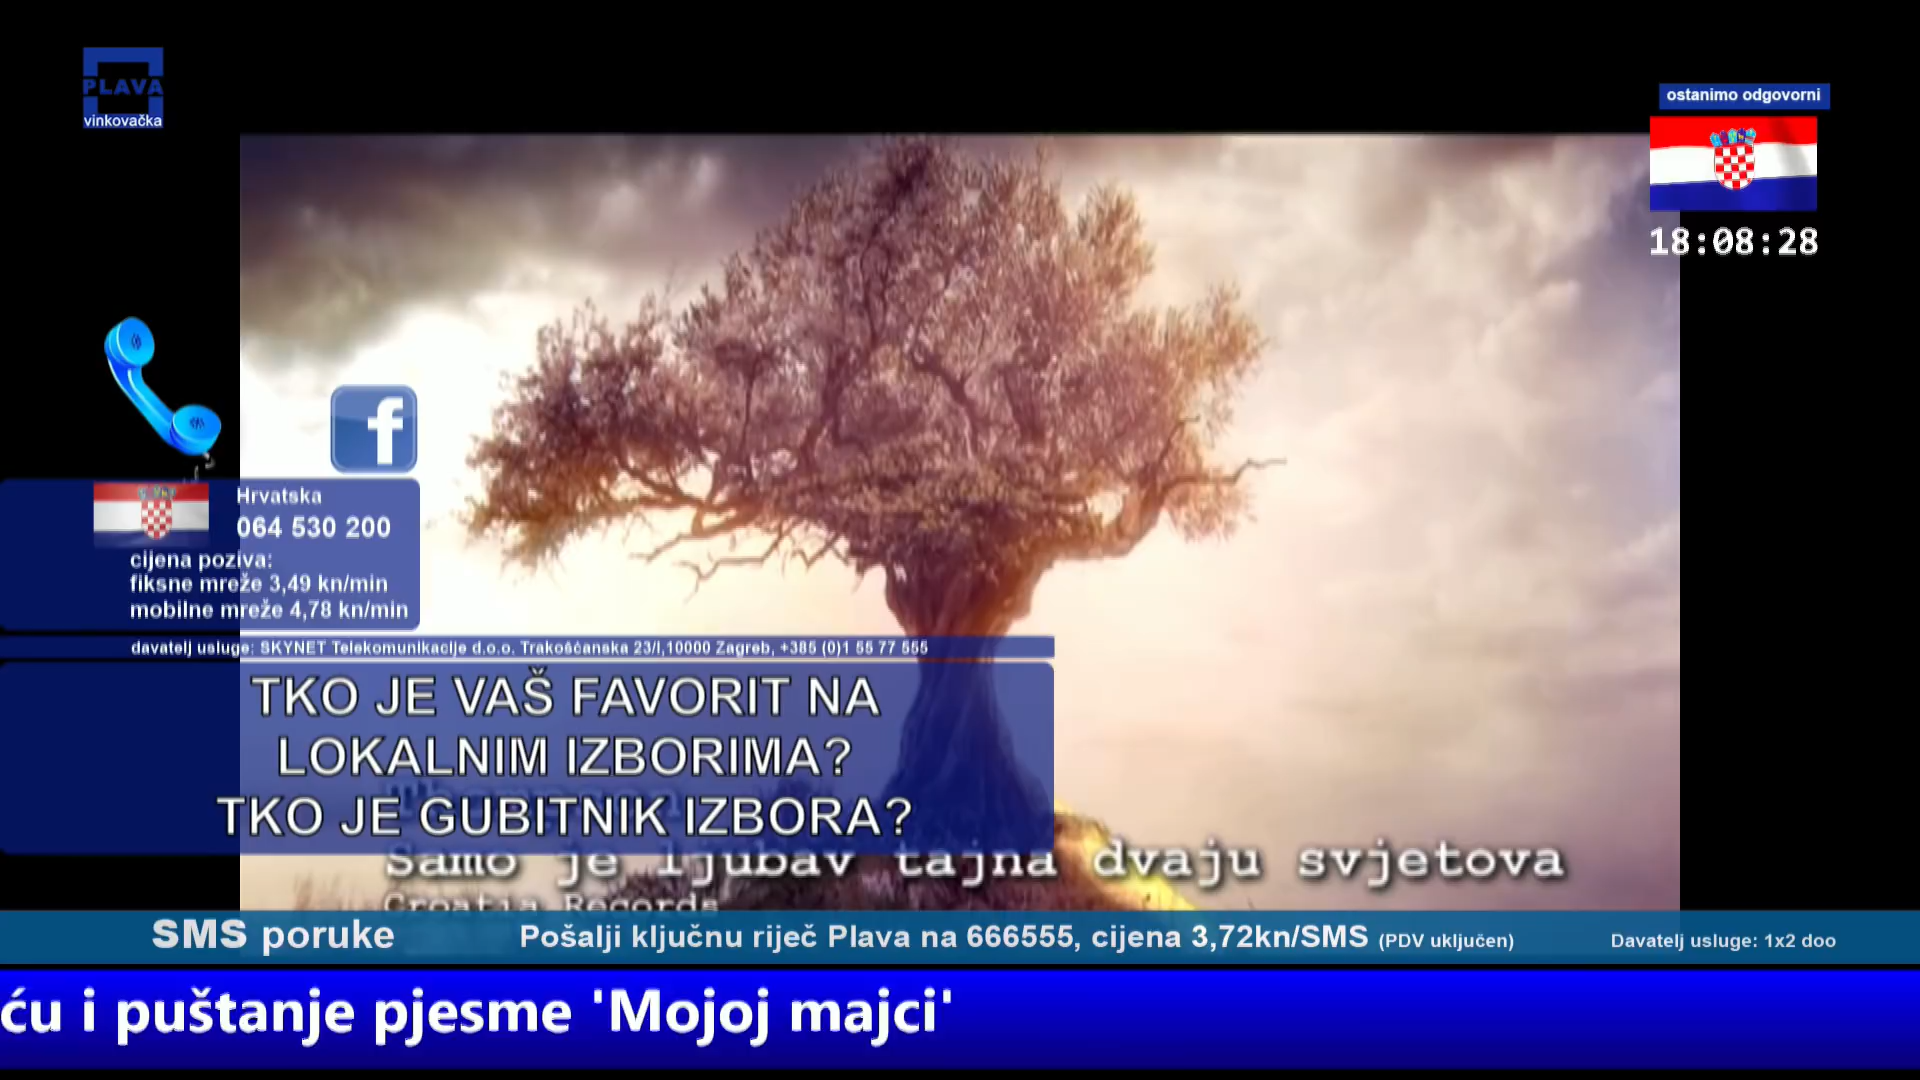 PLAVA
vinkovačka
ostanimo odgovorni
18:08:28
f
Hrvatska
064 530 200
cijena poziva:
fiksne mreže 3,49 kn/min
mobilne mreže 4,78 kn/min
davatelj usluge: SKYNET Telekomunikacije d.o.o. Trakošćanska 23/I,10000 Zagreb, +385 (0)1 55 77 555
TKO JE VAŠ FAVORIT NA
LOKALNIM IZBORIMA?
TKO JE GUBITNIK IZBORA?
Thompson
Samo je ljubav tajna dvaju svjetova
Croatia Records
SMS poruke
Pošalji ključnu riječ Plava na 666555, cijena 3,72kn/SMS (PDV uključen)
Davatelj usluge: 1x2 doo
ću i puštanje pjesme 'Mojoj majci'